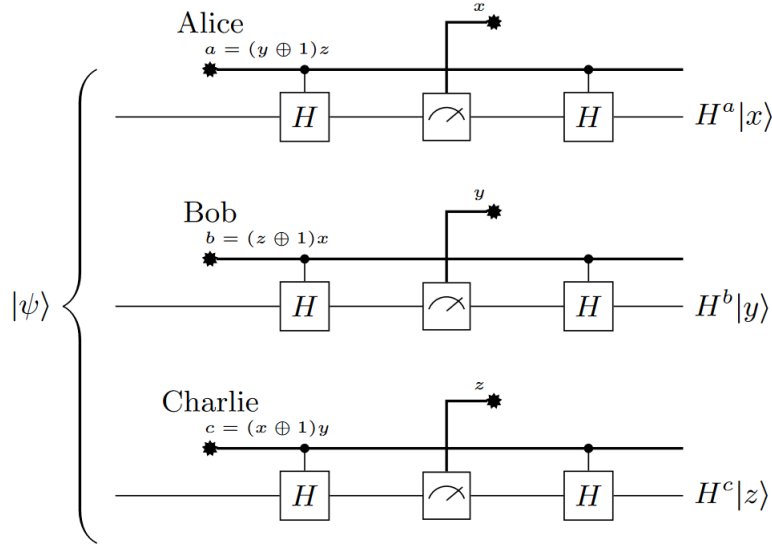 x
Alice
a = (y ⊕ 1)z
H
H
H^a|x⟩
y
Bob
b = (z ⊕ 1)x
|ψ⟩
H
H
H^b|y⟩
z
Charlie
c = (x ⊕ 1)y
H
H
H^c|z⟩